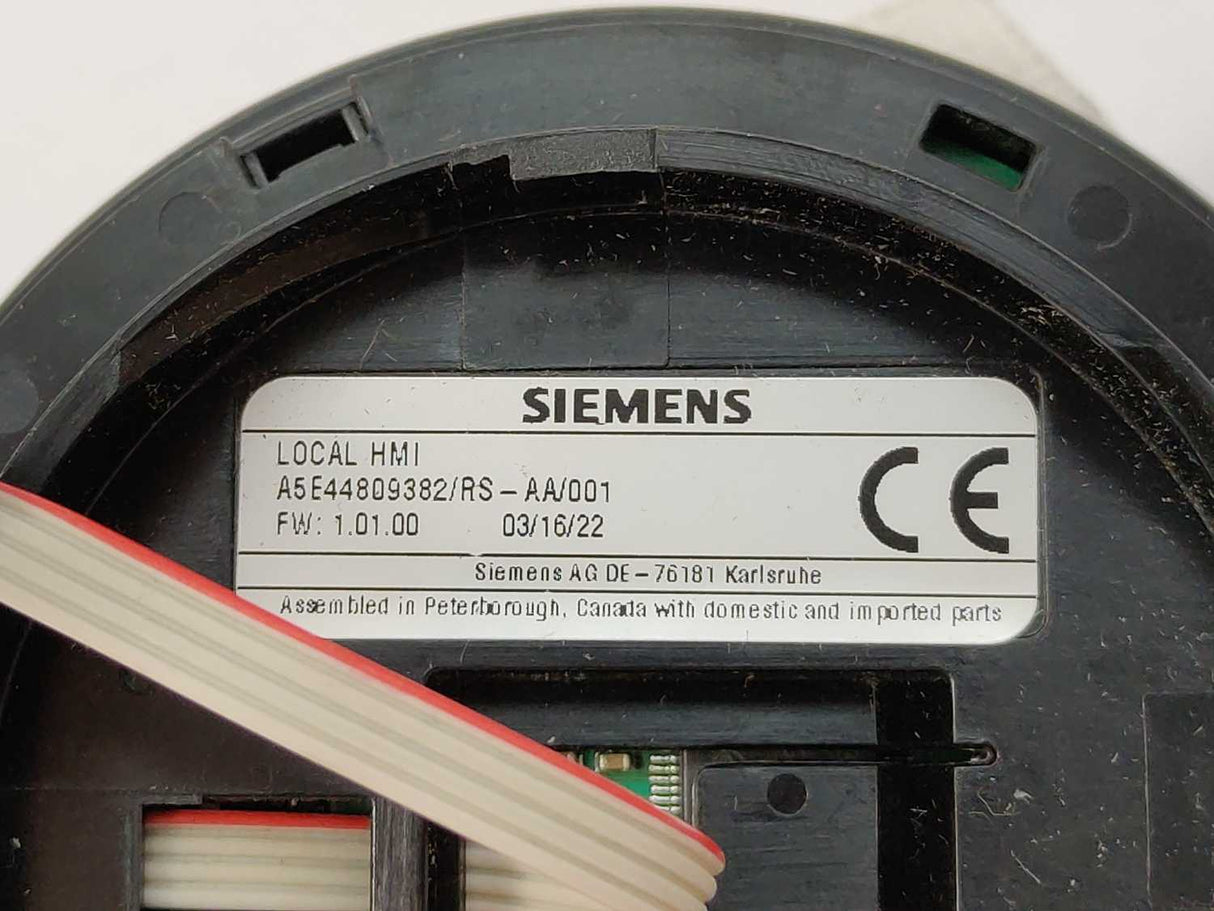 SIEMENS
LOCAL HMI
A5E44809382/RS-AA/001
FW: 1.01.00 03/16/22
CE
Siemens AG DE-76181 Karlsruhe
Assembled in Peterborough, Canada with domestic and imported parts